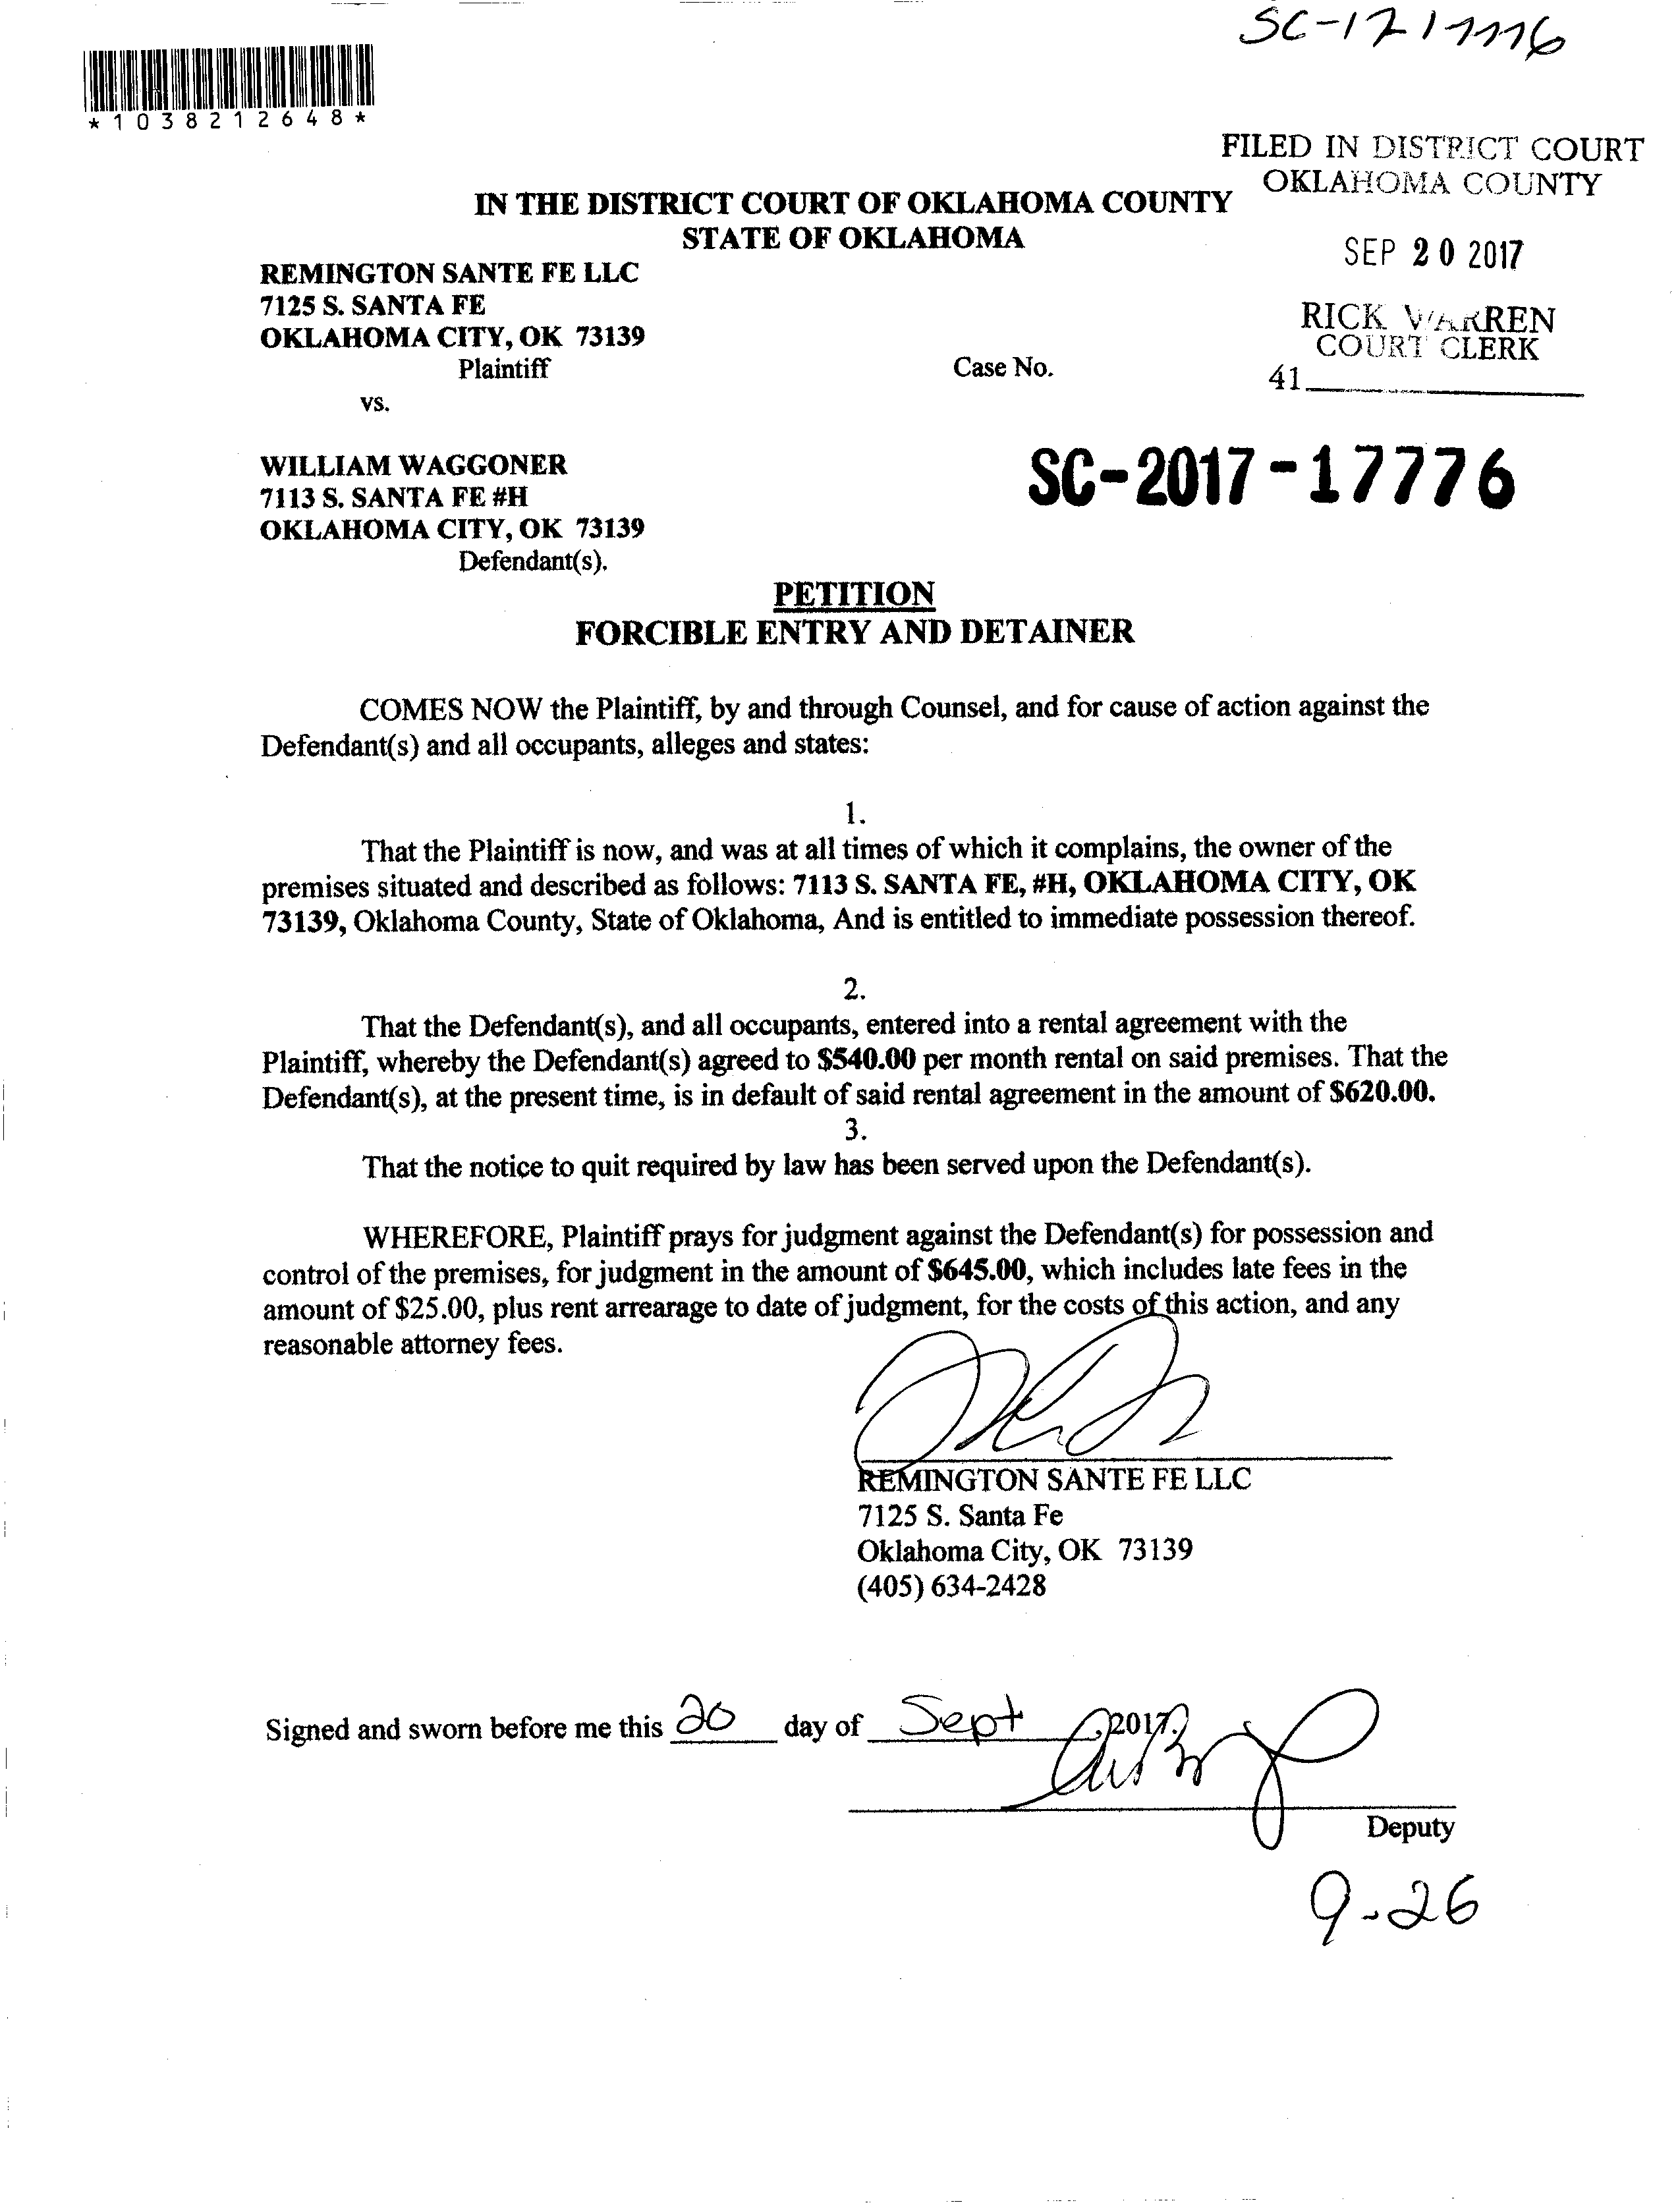 SC-17 17776
*1038212648*
FILED IN DISTRICT COURT
OKLAHOMA COUNTY
IN THE DISTRICT COURT OF OKLAHOMA COUNTY
STATE OF OKLAHOMA
SEP 20 2017
REMINGTON SANTE FE LLC
7125 S. SANTA FE
OKLAHOMA CITY, OK 73139
Plaintiff
RICK WARREN
COURT CLERK
Case No.
41
vs.
WILLIAM WAGGONER
7113 S. SANTA FE #H
OKLAHOMA CITY, OK 73139
Defendant(s).
SC-2017-17776
PETITION
FORCIBLE ENTRY AND DETAINER
COMES NOW the Plaintiff, by and through Counsel, and for cause of action against the
Defendant(s) and all occupants, alleges and states:
1.
That the Plaintiff is now, and was at all times of which it complains, the owner of the
premises situated and described as follows: 7113 S. SANTA FE, #H, OKLAHOMA CITY, OK
73139, Oklahoma County, State of Oklahoma, And is entitled to immediate possession thereof.
2.
That the Defendant(s), and all occupants, entered into a rental agreement with the
Plaintiff, whereby the Defendant(s) agreed to $540.00 per month rental on said premises. That the
Defendant(s), at the present time, is in default of said rental agreement in the amount of $620.00.
3.
That the notice to quit required by law has been served upon the Defendant(s).
WHEREFORE, Plaintiff prays for judgment against the Defendant(s) for possession and
control of the premises, for judgment in the amount of $645.00, which includes late fees in the
amount of $25.00, plus rent arrearage to date of judgment, for the costs of this action, and any
reasonable attorney fees.
REMINGTON SANTE FE LLC
7125 S. Santa Fe
Oklahoma City, OK 73139
(405) 634-2428
Signed and sworn before me this 20 day of Sept, 2017.
Deputy
9-26